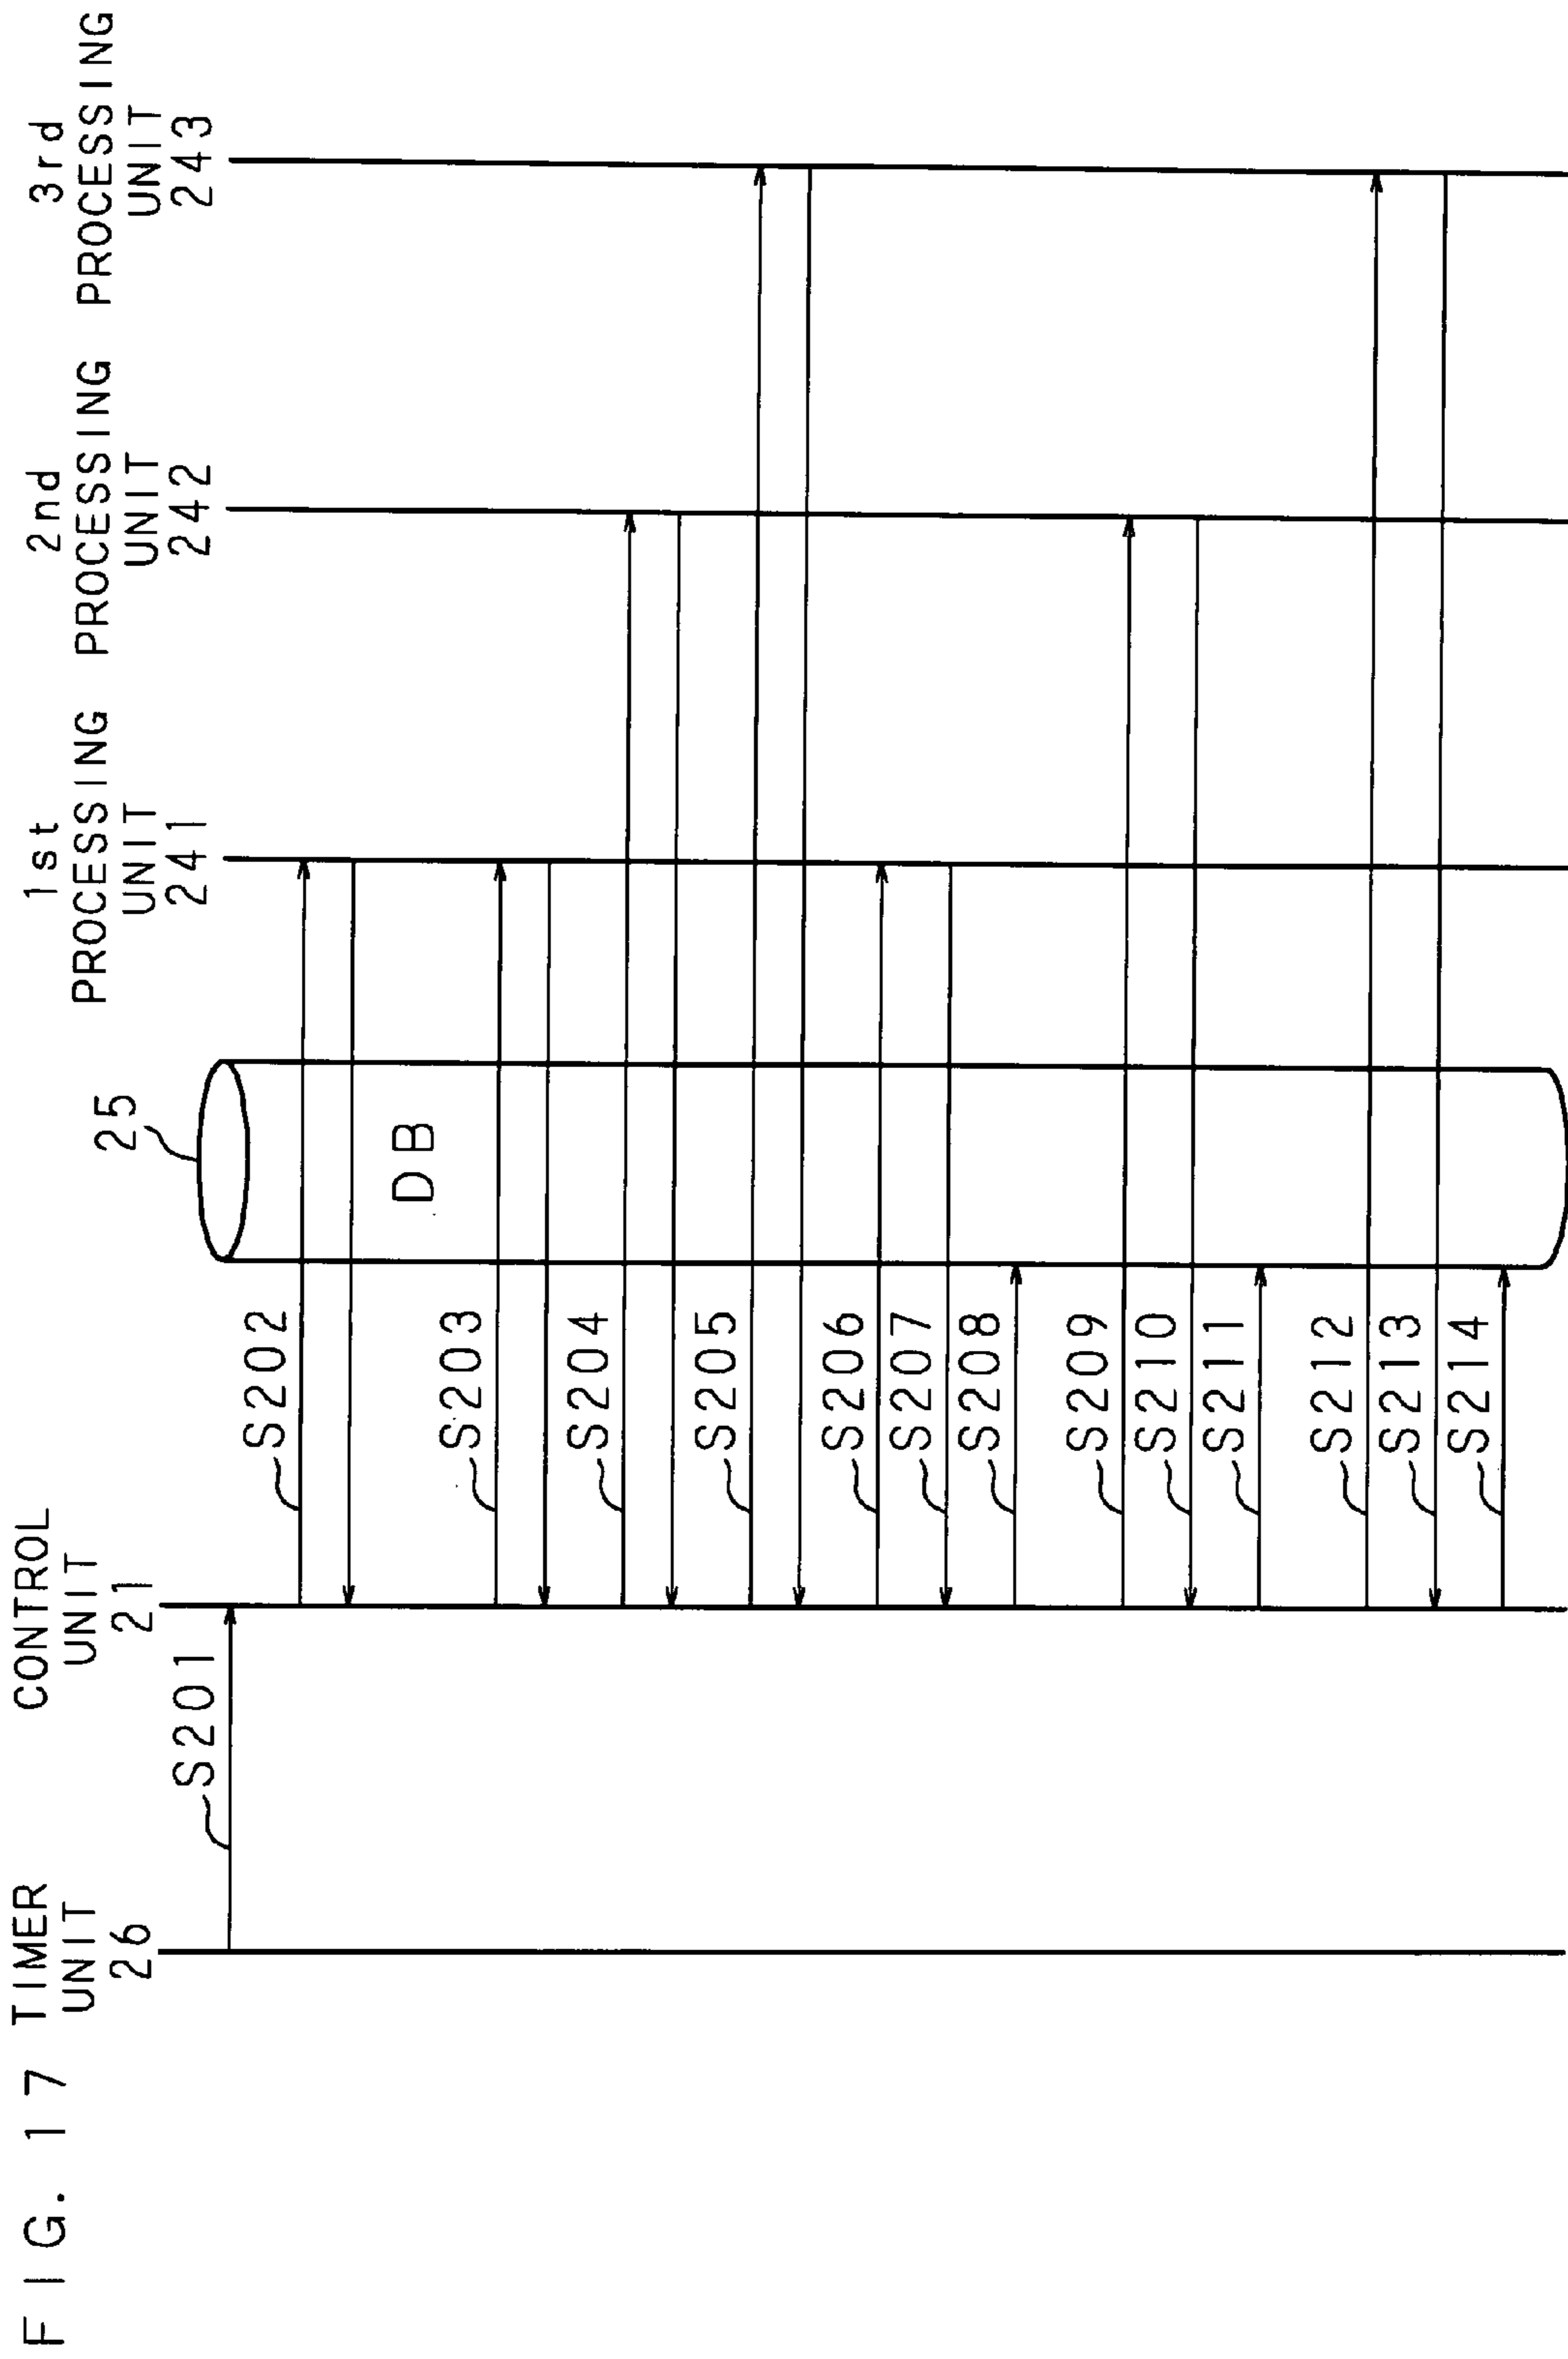 FIG. 17
TIMER
UNIT
26
CONTROL
UNIT
21
25
1st
PROCESSING
UNIT
241
2nd
PROCESSING
UNIT
242
3rd
PROCESSING
UNIT
243
S201
DB
S202
S203
S204
S205
S206
S207
S208
S209
S210
S211
S212
S213
S214